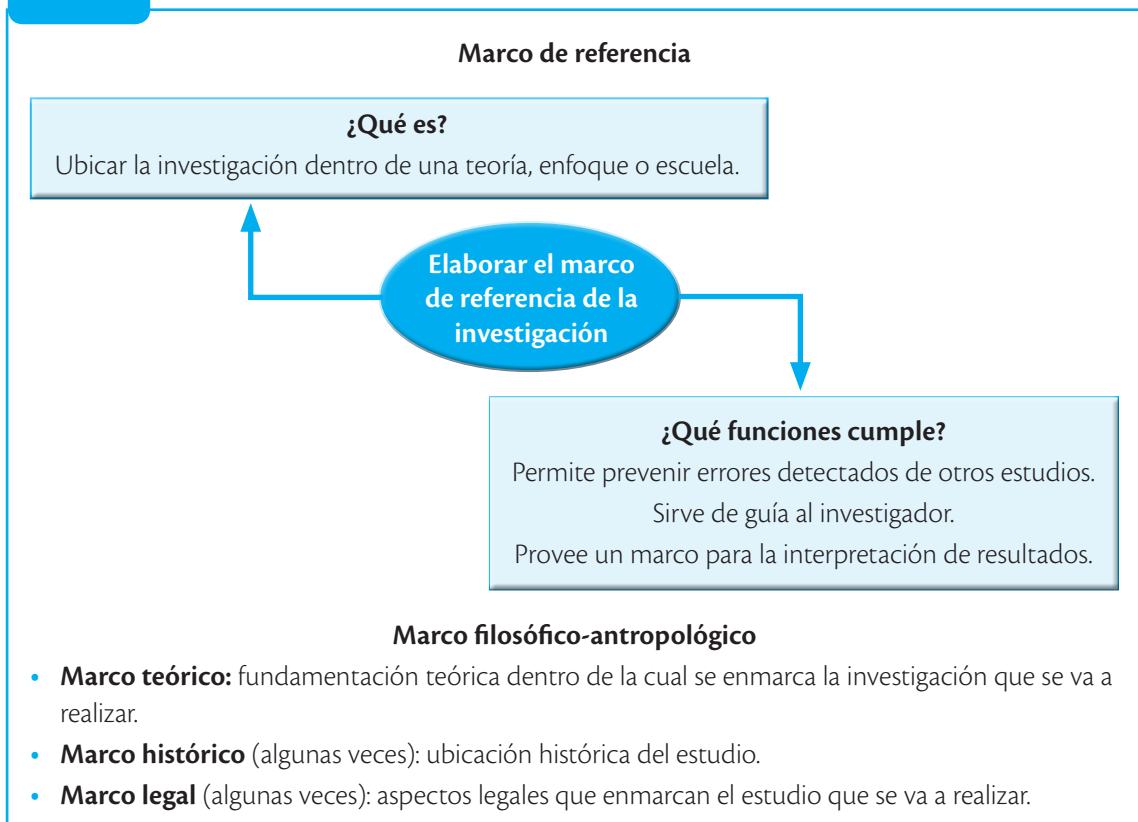 Marco de referencia
¿Qué es?
Ubicar la investigación dentro de una teoría, enfoque o escuela.
Elaborar el marco
de referencia de la
investigación
¿Qué funciones cumple?
Permite prevenir errores detectados de otros estudios.
Sirve de guía al investigador.
Provee un marco para la interpretación de resultados.
Marco filosófico-antropológico
• Marco teórico: fundamentación teórica dentro de la cual se enmarca la investigación que se va a
realizar.
• Marco histórico (algunas veces): ubicación histórica del estudio.
• Marco legal (algunas veces): aspectos legales que enmarcan el estudio que se va a realizar.